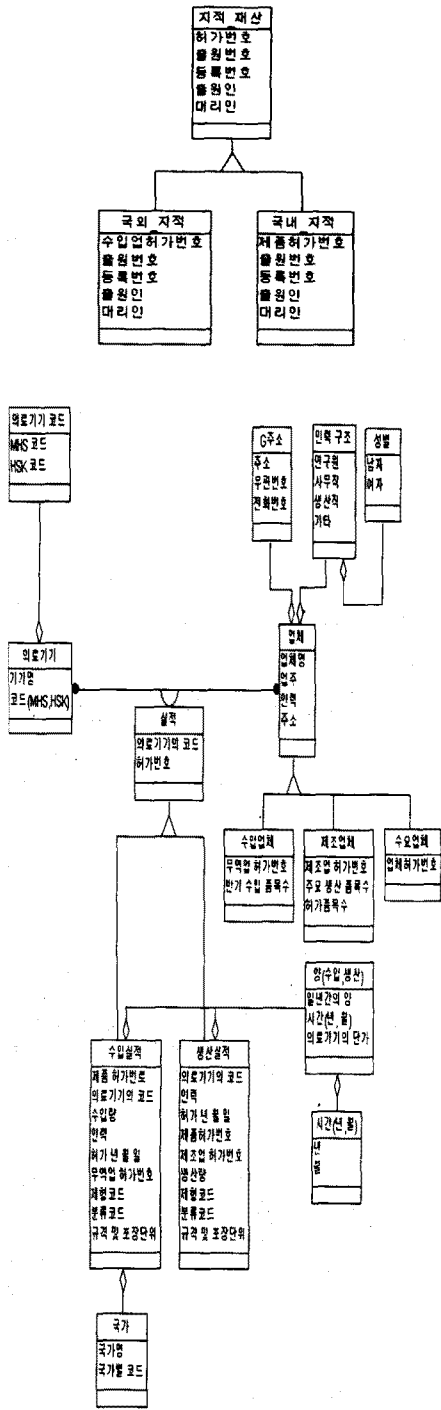 지적 재산
허가번호
출원번호
등록번호
출원인
대리인
국외 지적
수입업허가번호
출원번호
등록번호
출원인
대리인
국내 지적
제품허가번호
출원번호
등록번호
출원인
대리인
의료기기 코드
MHS 코드
HSK 코드
G주소
주소
우편번호
전화번호
인력 구조
연구원
사무직
생산직
기타
성별
남자
여자
의료기기
기기명
코드(MHS,HSK)
실적
의료기기의 코드
허가번호
업체
업체명
업주
인력
주소
수입업체
무역업 허가번호
반기 수입 품목수
제조업체
제조업 허가번호
주요 생산 품목수
허가품목수
수요업체
업체허가번호
양(수입,생산)
일년간의 양
시간(년,월)
의료기기의 단가
수입실적
제품 허가번호
의료기기의 코드
수입량
인력
허가 년 월 일
무역업 허가번호
제형코드
분류코드
규격 및 포장단위
생산실적
의료기기의 코드
인력
허가 년 월 일
제품허가번호
제조업 허가번호
생산량
제형코드
분류코드
규격 및 포장단위
시간(년,월)
년
월
국가
국가명
국가별 코드